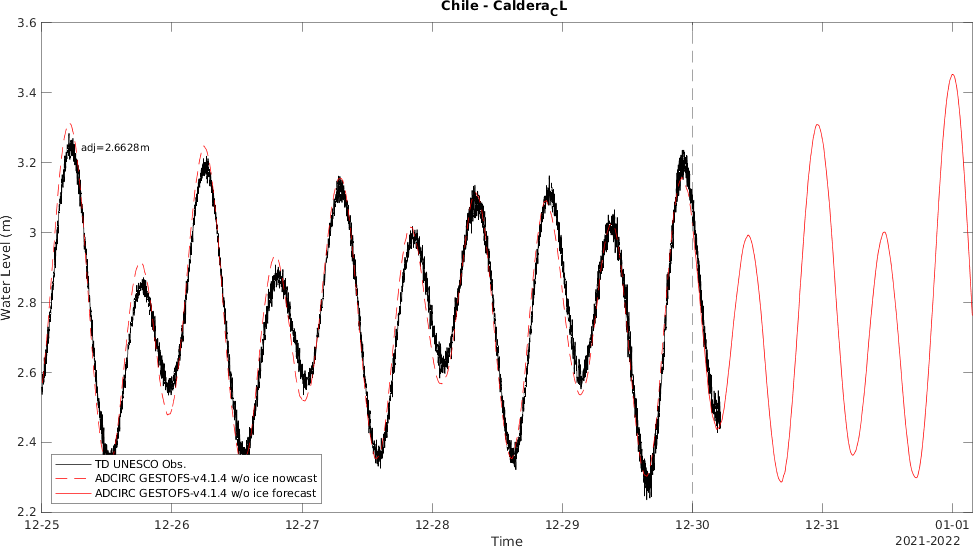 Chile - Caldera_CL
3.6
3.4
3.2
3
2.8
2.6
2.4
2.2
Water Level (m)
adj=2.6628m
TD UNESCO Obs.
ADCIRC GESTOFS-v4.1.4 w/o ice nowcast
ADCIRC GESTOFS-v4.1.4 w/o ice forecast
12-25 12-26 12-27 12-28 12-29 12-30 12-31 01-01
Time
2021-2022